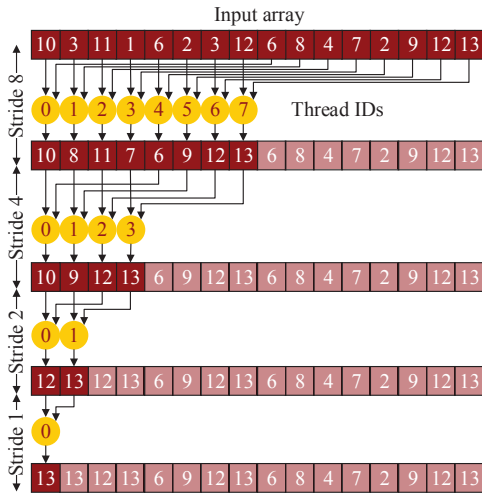 Input array
10 3 11 1 6 2 3 12 6 8 4 7 2 9 12 13
Stride 8
0 1 2 3 4 5 6 7 Thread IDs
10 8 11 7 6 9 12 13 6 8 4 7 2 9 12 13
Stride 4
0 1 2 3
10 9 12 13 6 9 12 13 6 8 4 7 2 9 12 13
Stride 2
0 1
12 13 12 13 6 9 12 13 6 8 4 7 2 9 12 13
Stride 1
0
13 13 12 13 6 9 12 13 6 8 4 7 2 9 12 13